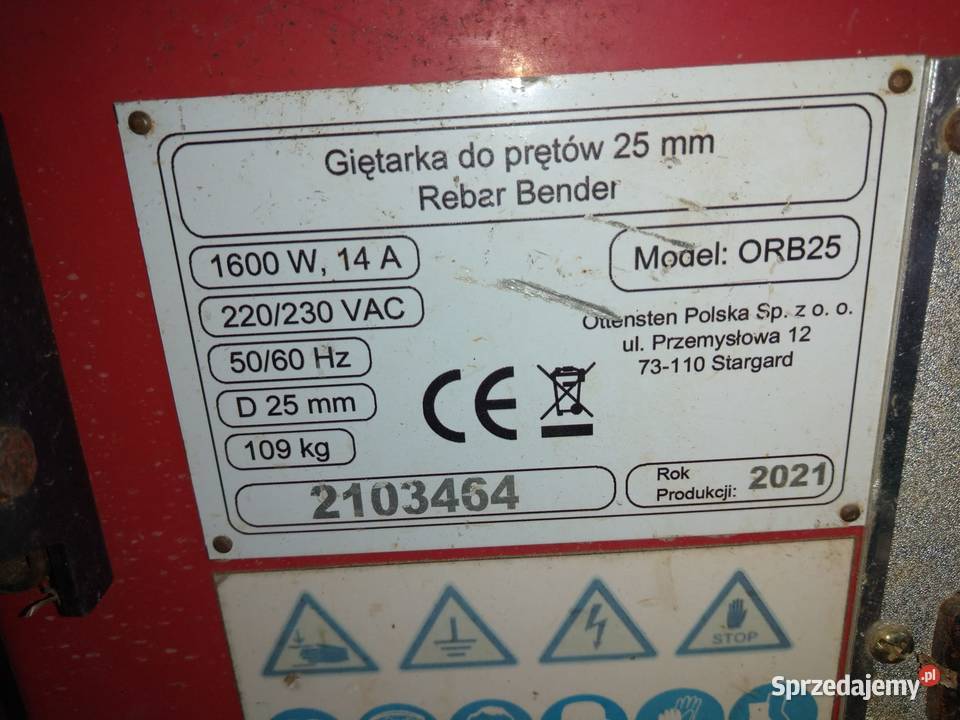 Giętarka do prętów 25 mm
Rebar Bender
1600 W, 14 A
Model: ORB25
220/230 VAC
50/60 Hz
D 25 mm
109 kg
Ottensten Polska Sp. z o. o.
ul. Przemysłowa 12
73-110 Stargard
CE
2103464
Rok
Produkcji: 2021
STOP
Sprzedajemy.pl